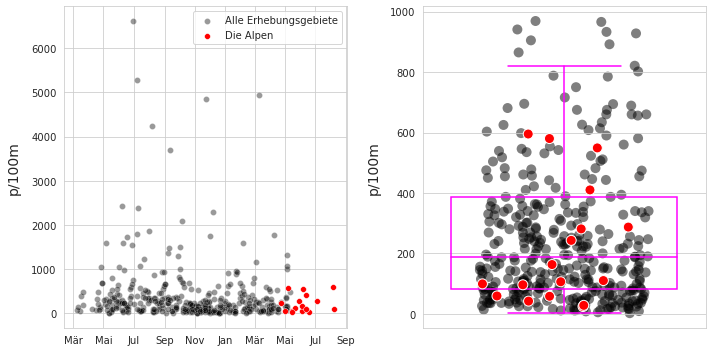 p/100m
6000
5000
4000
3000
2000
1000
0
Mär Mai Jul Sep Nov Jan Mär Mai Jul Sep
Alle Erhebungsgebiete
Die Alpen
p/100m
1000
800
600
400
200
0